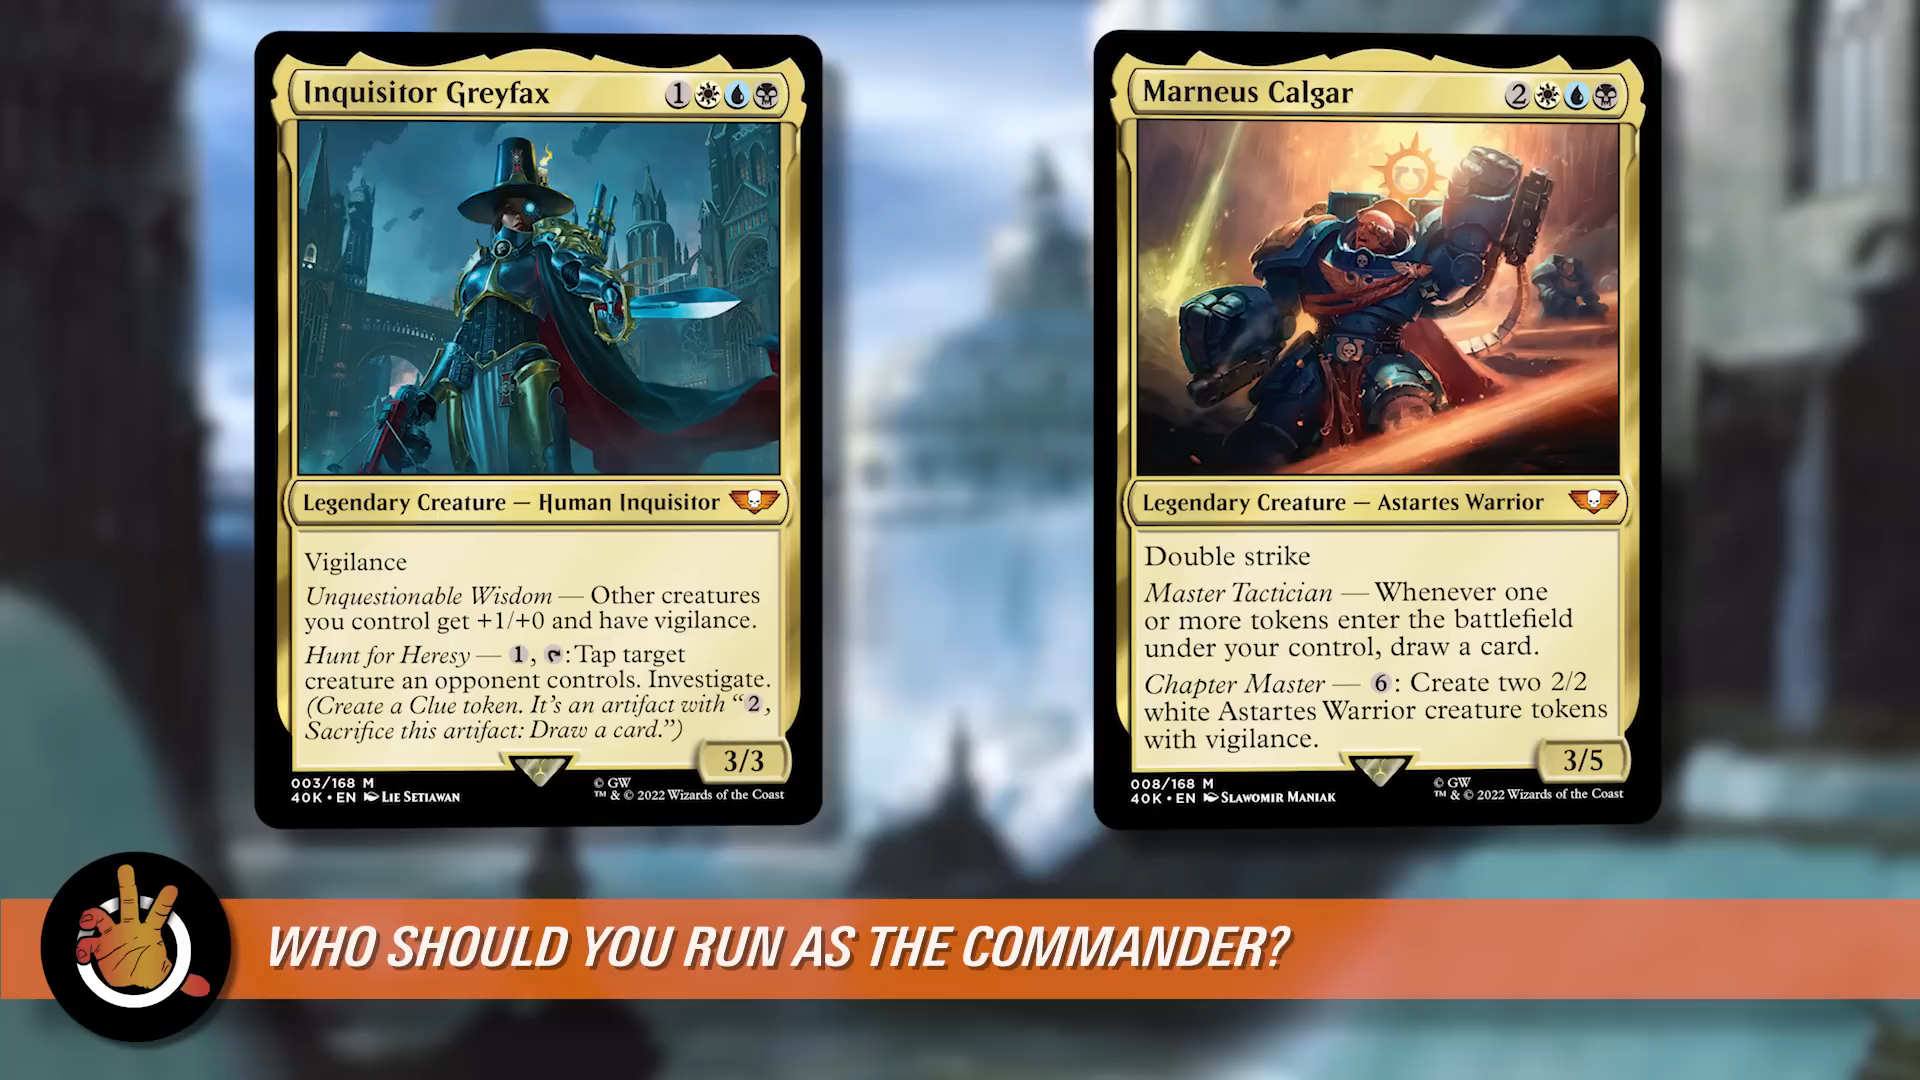 Inquisitor Greyfax 1
Legendary Creature — Human Inquisitor
Vigilance
Unquestionable Wisdom — Other creatures
you control get +1/+0 and have vigilance.
Hunt for Heresy — 1, : Tap target
creature an opponent controls. Investigate.
(Create a Clue token. It's an artifact with “2,
Sacrifice this artifact: Draw a card.”)
3/3
003/168 M
40K • EN Lie Setiawan
© GW
™ & © 2022 Wizards of the Coast
Marneus Calgar 2
Legendary Creature — Astartes Warrior
Double strike
Master Tactician — Whenever one
or more tokens enter the battlefield
under your control, draw a card.
Chapter Master — 6: Create two 2/2
white Astartes Warrior creature tokens
with vigilance.
3/5
008/168 M
40K • EN Slawomir Maniak
© GW
™ & © 2022 Wizards of the Coast
WHO SHOULD YOU RUN AS THE COMMANDER?